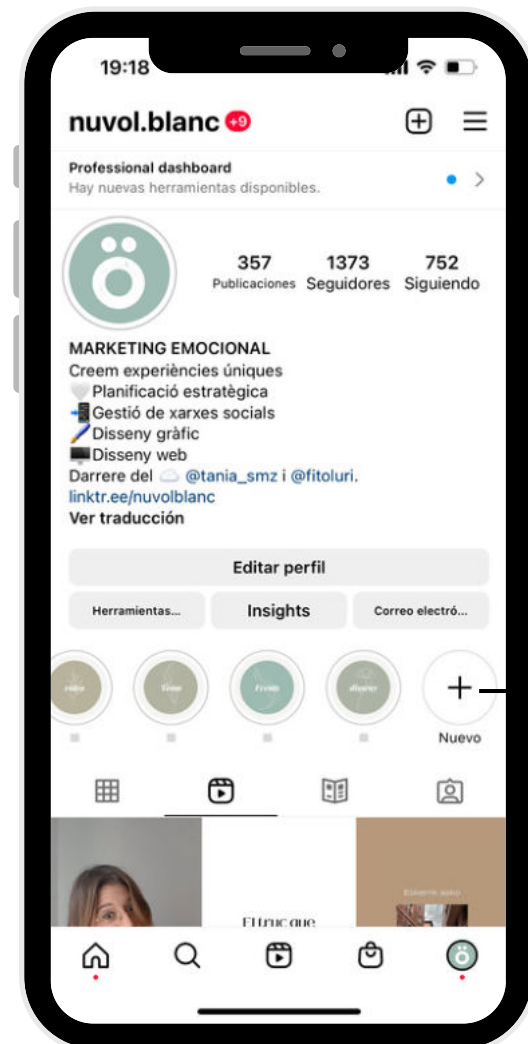 19:18
nuvol.blanc +9
Professional dashboard
Hay nuevas herramientas disponibles.
357 1373 752
Publicaciones Seguidores Siguiendo
MARKETING EMOCIONAL
Creem experiències úniques
🤍Planificació estratègica
📲Gestió de xarxes socials
🖌️Disseny gràfic
🖥️Disseny web
Darrere del ☁️ @tania_smz i @fitoluri.
linktr.ee/nuvolblanc
Ver traducción
Editar perfil
Herramientas... Insights Correo electró...
Nuevo
El truc que